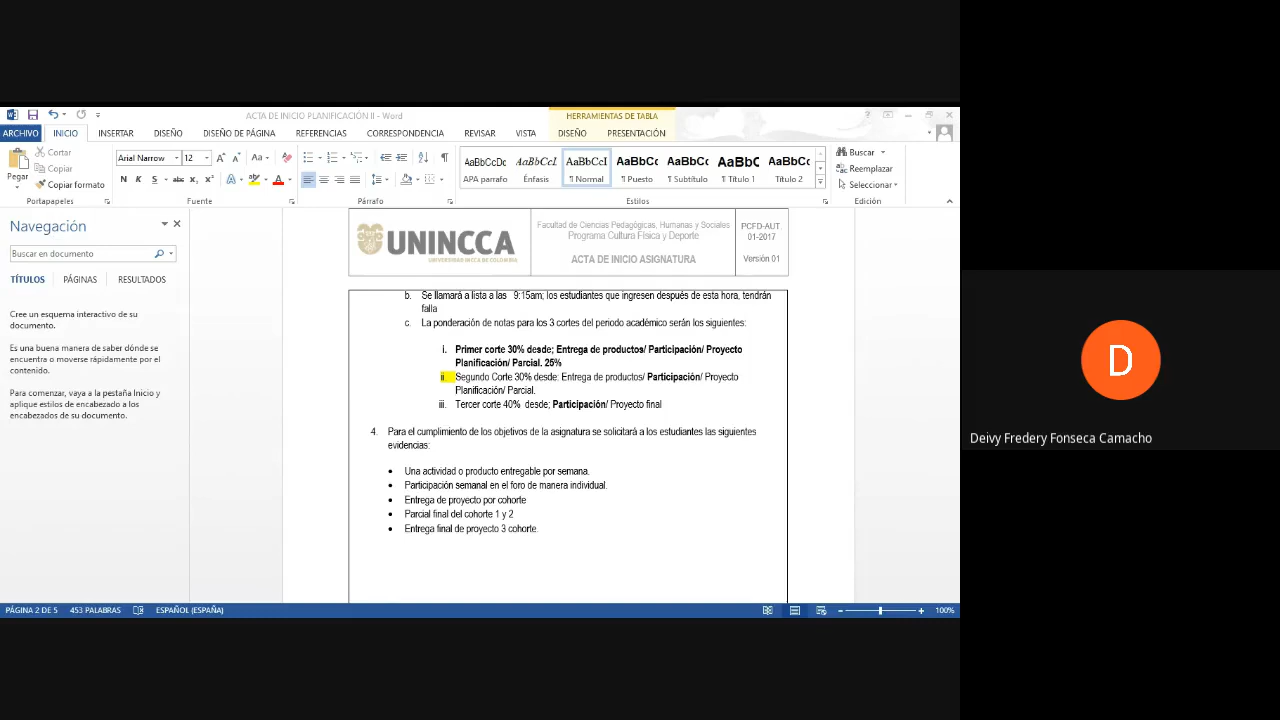 ACTA DE INICIO PLANIFICACIÓN II - Word
HERRAMIENTAS DE TABLA
ARCHIVO INICIO INSERTAR DISEÑO DISEÑO DE PÁGINA REFERENCIAS CORRESPONDENCIA REVISAR VISTA DISEÑO PRESENTACIÓN
Cortar
Copiar
Copiar formato
Pegar
Portapapeles
Arial Narrow 12
N K S abc x₂ x²
Fuente
Párrafo
AaBbCcDc AaBbCcL AaBbCcI AaBbCc AaBbCc AaBbC AaBbCc
APA parrafo Énfasis ¶ Normal ¶ Puesto ¶ Subtítulo ¶ Título 1 ¶ Título 2
Estilos
Buscar
Reemplazar
Seleccionar
Edición
Navegación
Buscar en documento
TÍTULOS PÁGINAS RESULTADOS
Cree un esquema interactivo de su
documento.
Es una buena manera de saber dónde se
encuentra o moverse rápidamente por el
contenido.
Para comenzar, vaya a la pestaña Inicio y
aplique estilos de encabezado a los
encabezados de su documento.
UNINCCA
UNIVERSIDAD INCCA DE COLOMBIA
Facultad de Ciencias Pedagógicas, Humanas y Sociales
Programa Cultura Física y Deporte
ACTA DE INICIO ASIGNATURA
PCFD-AUT.
01-2017
Versión 01
b. Se llamará a lista a las 9:15am; los estudiantes que ingresen después de esta hora, tendrán
falla
c. La ponderación de notas para los 3 cortes del periodo académico serán los siguientes:
i. Primer corte 30% desde; Entrega de productos/ Participación/ Proyecto
Planificación/ Parcial. 25%
ii. Segundo Corte 30% desde: Entrega de productos/ Participación/ Proyecto
Planificación/ Parcial.
iii. Tercer corte 40% desde; Participación/ Proyecto final
4. Para el cumplimiento de los objetivos de la asignatura se solicitará a los estudiantes las siguientes
evidencias:
• Una actividad o producto entregable por semana.
• Participación semanal en el foro de manera individual.
• Entrega de proyecto por cohorte
• Parcial final del cohorte 1 y 2
• Entrega final de proyecto 3 cohorte.
PÁGINA 2 DE 5 453 PALABRAS ESPAÑOL (ESPAÑA) 100%
D
Deivy Fredery Fonseca Camacho